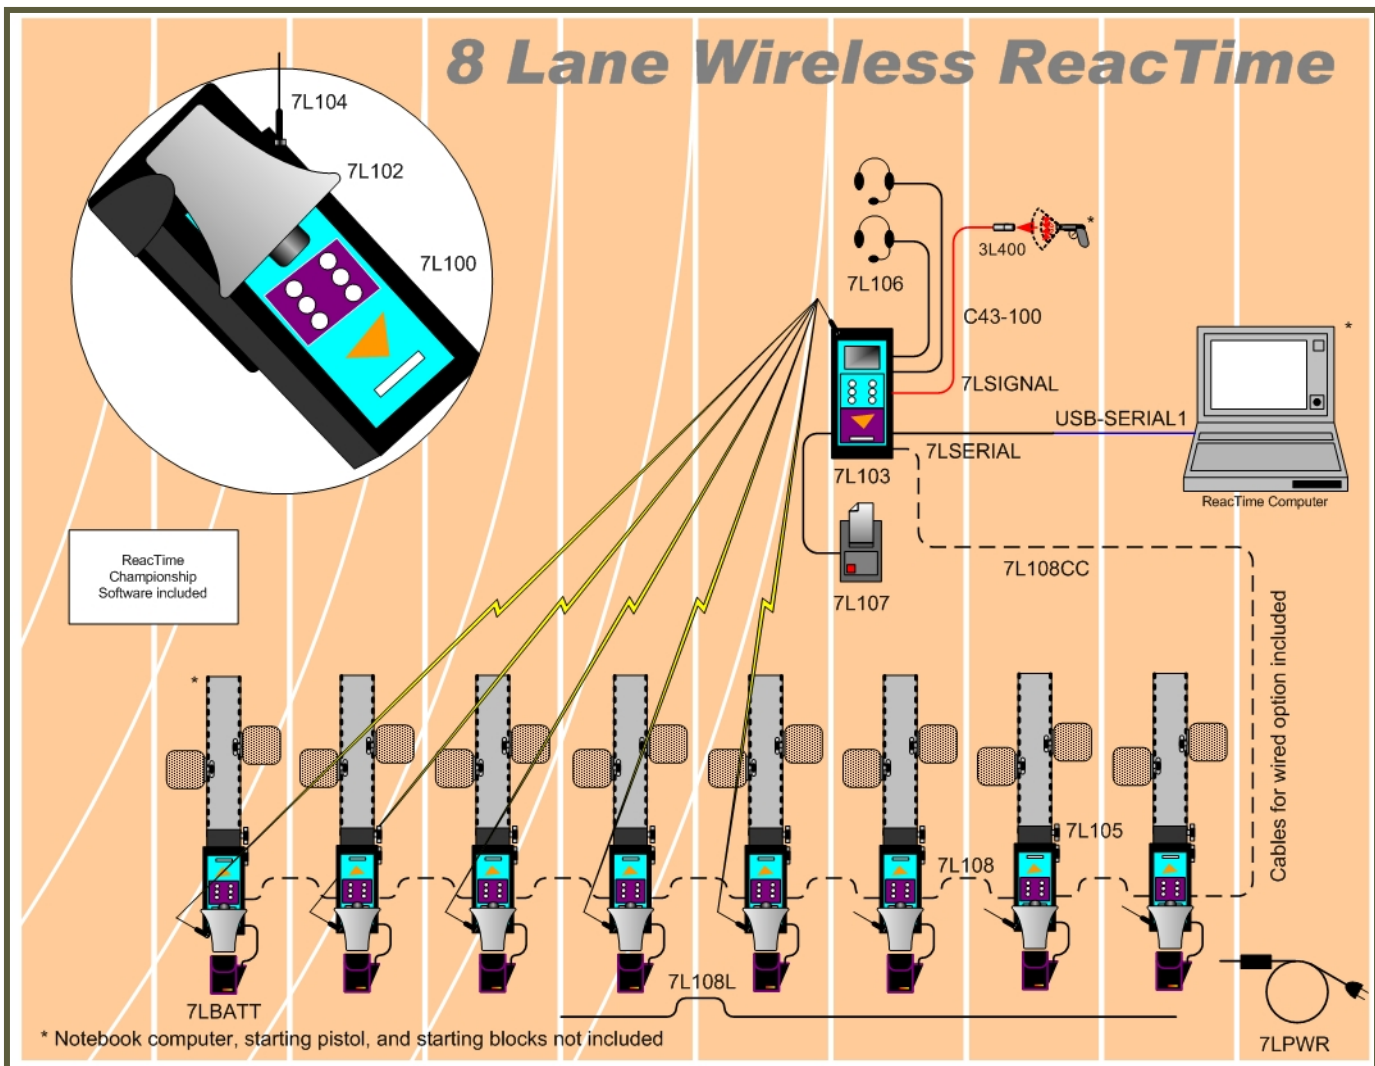 8 Lane Wireless ReacTime
7L104
7L102
7L100
7L106
3L400
*
C43-100
7LSIGNAL
*
USB-SERIAL1
7LSERIAL
7L103
ReacTime Computer
ReacTime
Championship
Software included
7L108CC
7L107
Cables for wired option included
*
7L105
7L108
7LBATT
7L108L
7LPWR
* Notebook computer, starting pistol, and starting blocks not included